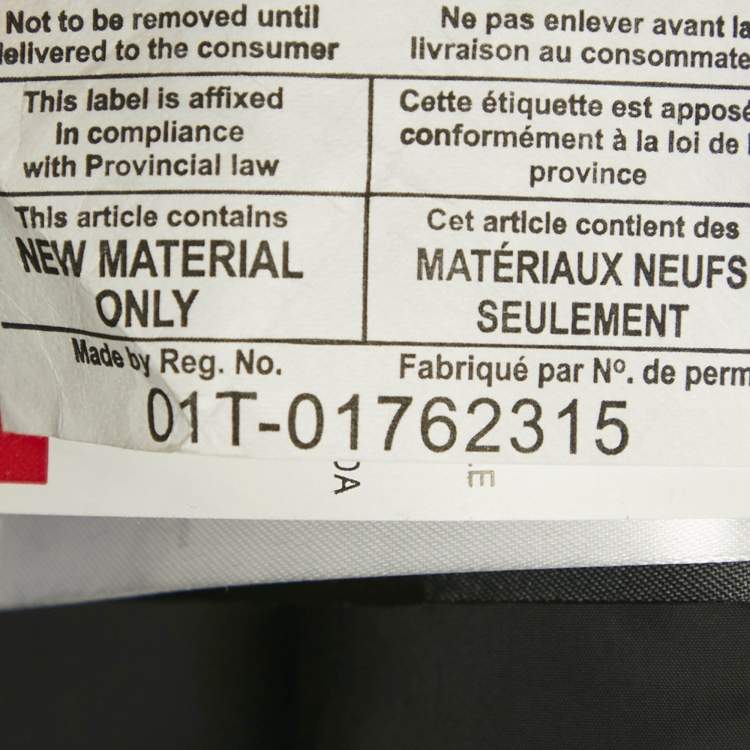 Not to be removed until
delivered to the consumer
Ne pas enlever avant la
livraison au consommate
This label is affixed
In compliance
with Provincial law
Cette étiquette est apposé
conformément à la loi de
province
This article contains
NEW MATERIAL
ONLY
Cet article contient des
MATÉRIAUX NEUFS
SEULEMENT
Made by Reg. No.
Fabriqué par Nº. de perm
01T-01762315
DA
.E